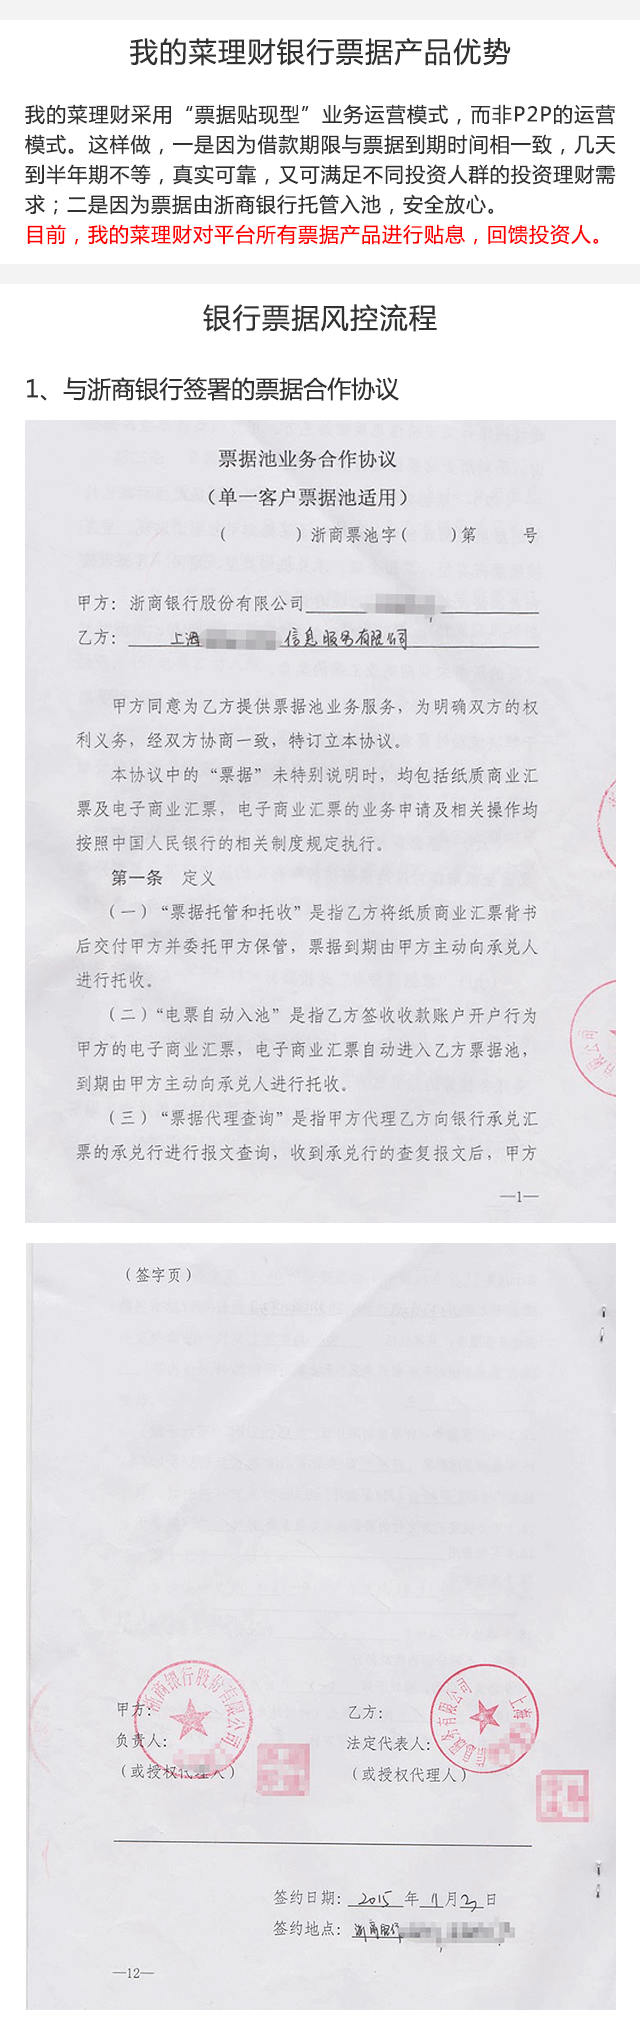 我的菜理财银行票据产品优势
我的菜理财采用“票据贴现型”业务运营模式，而非P2P的运营
模式。这样做，一是因为借款期限与票据到期时间相一致，几天
到半年期不等，真实可靠，又可满足不同投资人群的投资理财需
求；二是因为票据由浙商银行托管入池，安全放心。
目前，我的菜理财对平台所有票据产品进行贴息，回馈投资人。
银行票据风控流程
1、与浙商银行签署的票据合作协议
票据池业务合作协议
（单一客户票据池适用）
（　　　）浙商票池字（　　）第　　号
甲方：浙商银行股份有限公司
乙方：上海 信息服务有限公司
甲方同意为乙方提供票据池业务服务，为明确双方的权
利义务，经双方协商一致，特订立本协议。
本协议中的“票据”未特别说明时，均包括纸质商业汇
票及电子商业汇票，电子商业汇票的业务申请及相关操作均
按照中国人民银行的相关制度规定执行。
第一条　定义
（一）“票据托管和托收”是指乙方将纸质商业汇票背书
后交付甲方并委托甲方保管，票据到期由甲方主动向承兑人
进行托收。
（二）“电票自动入池”是指乙方签收收款账户开户行为
甲方的电子商业汇票，电子商业汇票自动进入乙方票据池，
到期由甲方主动向承兑人进行托收。
（三）“票据代理查询”是指甲方代理乙方向银行承兑汇
票的承兑行进行报文查询，收到承兑行的查复报文后，甲方
有限公司
—1—
（签字页）
浙商银行股份有限公司
甲方：
负责人：
（或授权代理人）
上海 信息服务有限公司
乙方：
法定代表人：
（或授权代理人）
签约日期：2015 年 11 月 日
签约地点：浙商银行
—12—